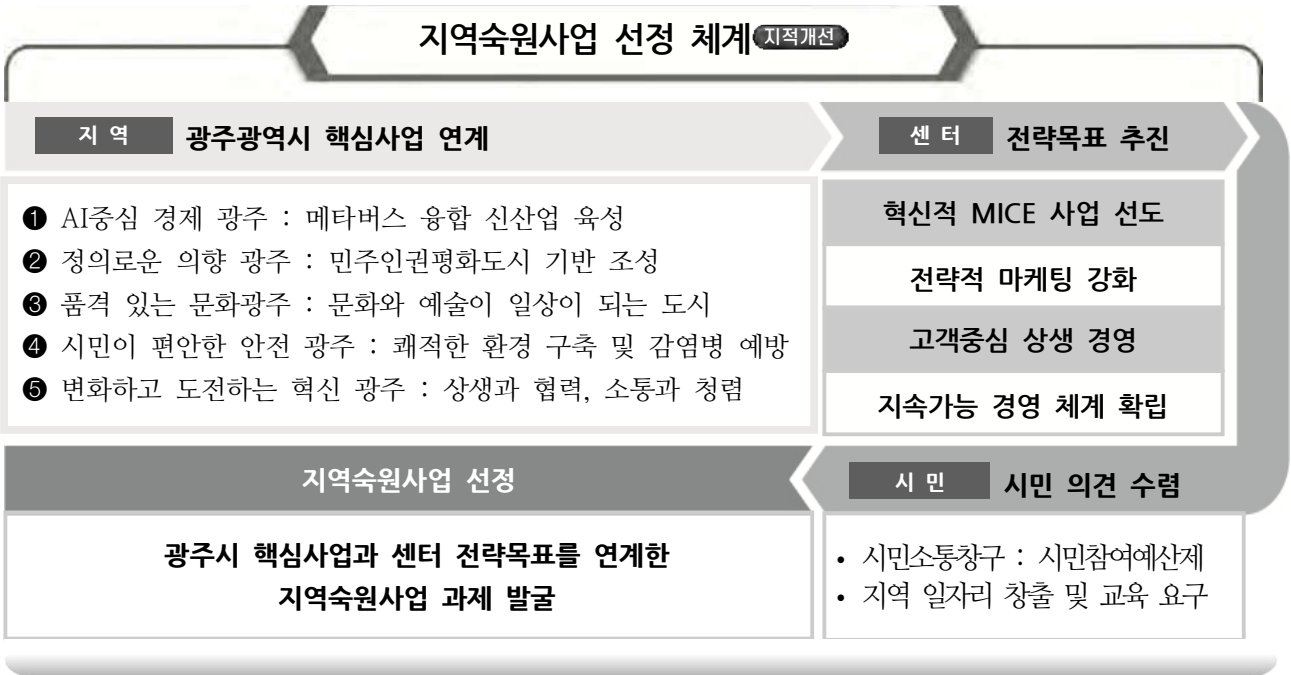 지역숙원사업 선정 체계 지적개선
지 역 광주광역시 핵심사업 연계
❶ AI중심 경제 광주 : 메타버스 융합 신산업 육성
❷ 정의로운 의향 광주 : 민주인권평화도시 기반 조성
❸ 품격 있는 문화광주 : 문화와 예술이 일상이 되는 도시
❹ 시민이 편안한 안전 광주 : 쾌적한 환경 구축 및 감염병 예방
❺ 변화하고 도전하는 혁신 광주 : 상생과 협력, 소통과 청렴
센 터 전략목표 추진
혁신적 MICE 사업 선도
전략적 마케팅 강화
고객중심 상생 경영
지속가능 경영 체계 확립
시 민 시민 의견 수렴
• 시민소통창구 : 시민참여예산제
• 지역 일자리 창출 및 교육 요구
지역숙원사업 선정
광주시 핵심사업과 센터 전략목표를 연계한
지역숙원사업 과제 발굴